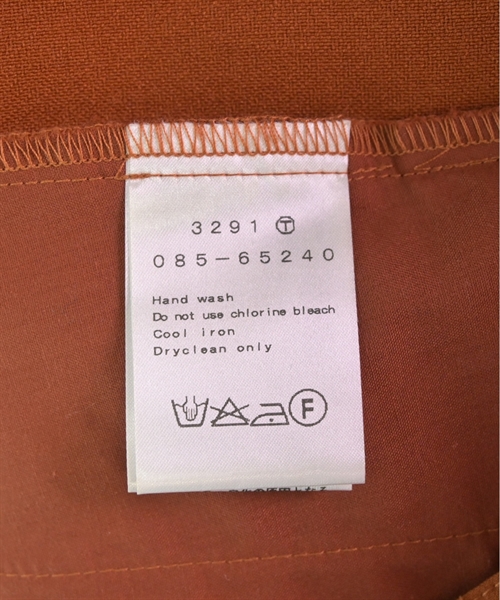 3291 Ⓣ
085-65240
Hand wash
Do not use chlorine bleach
Cool iron
Dryclean only
F